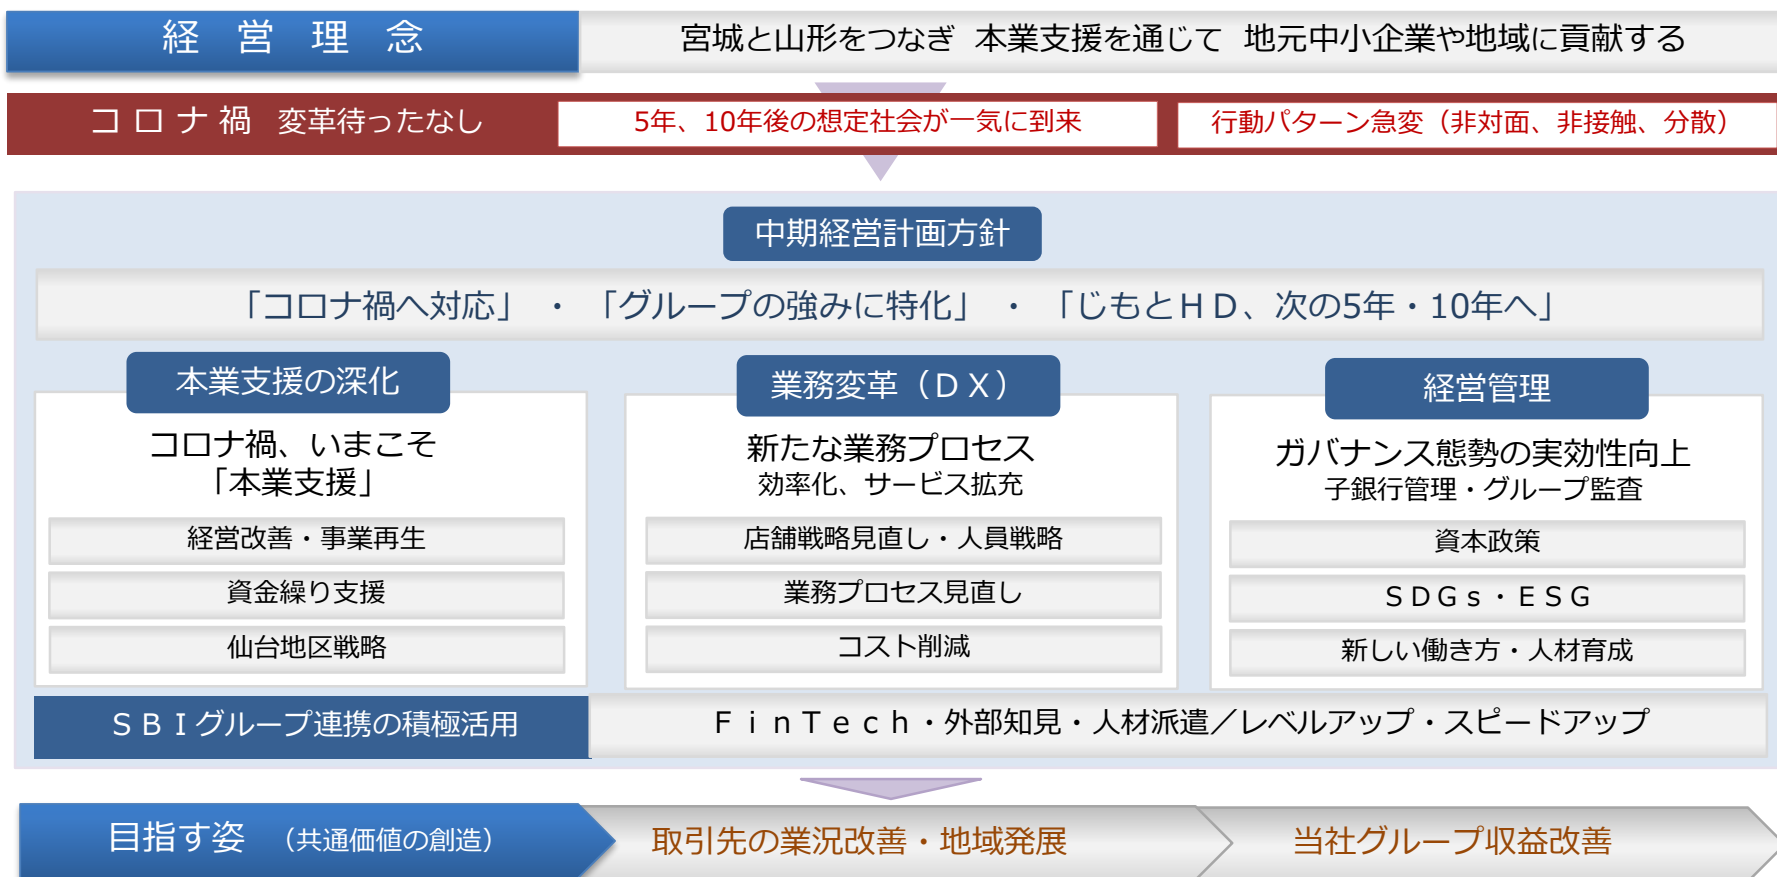 経営理念
宮城と山形をつなぎ 本業支援を通じて 地元中小企業や地域に貢献する
コロナ禍 変革待ったなし
5年、10年後の想定社会が一気に到来
行動パターン急変（非対面、非接触、分散）
中期経営計画方針
「コロナ禍へ対応」 ・ 「グループの強みに特化」 ・ 「じもとＨＤ、次の5年・10年へ」
本業支援の深化
コロナ禍、いまこそ
「本業支援」
経営改善・事業再生
資金繰り支援
仙台地区戦略
業務変革（ＤＸ）
新たな業務プロセス
効率化、サービス拡充
店舗戦略見直し・人員戦略
業務プロセス見直し
コスト削減
経営管理
ガバナンス態勢の実効性向上
子銀行管理・グループ監査
資本政策
ＳＤＧｓ・ＥＳＧ
新しい働き方・人材育成
ＳＢＩグループ連携の積極活用
ＦｉｎＴｅｃｈ・外部知見・人材派遣／レベルアップ・スピードアップ
目指す姿 （共通価値の創造）
取引先の業況改善・地域発展
当社グループ収益改善